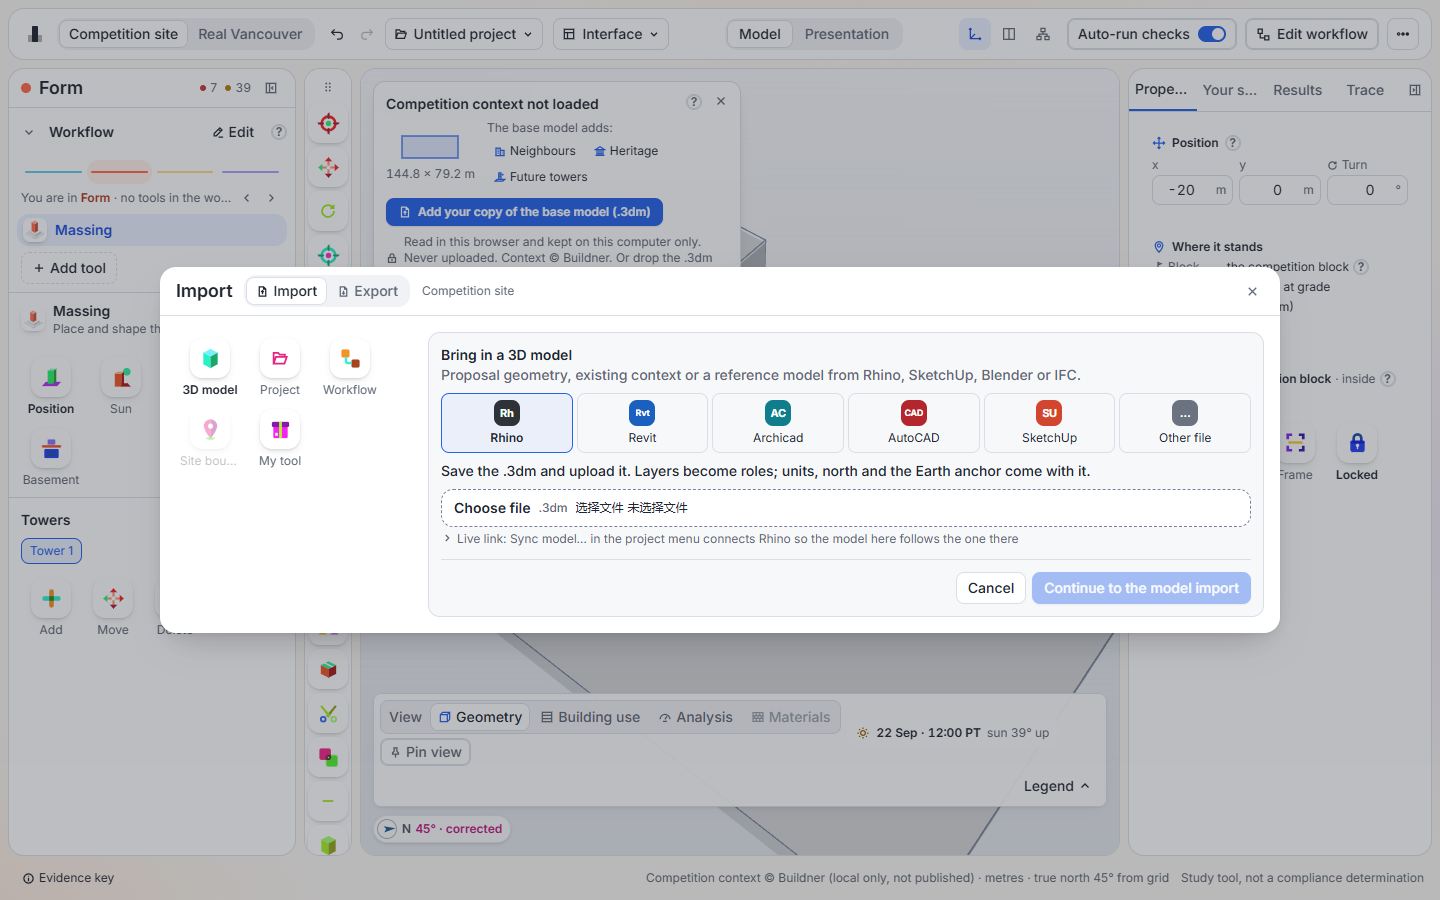 Competition site
Real Vancouver
Untitled project
Interface
Model
Presentation
Auto-run checks
Edit workflow
Form
7
39
Workflow
Edit
?
You are in Form · no tools in the wo...
Massing
+ Add tool
Massing
Place and shape th
Position
Sun
Basement
Towers
Tower 1
Add
Move
Competition context not loaded
?
The base model adds:
Neighbours
Heritage
144.8 × 79.2 m
Future towers
Add your copy of the base model (.3dm)
Read in this browser and kept on this computer only.
Never uploaded. Context © Buildner. Or drop the .3dm
Import
Import
Export
Competition site
3D model
Project
Workflow
Site bou...
My tool
Bring in a 3D model
Proposal geometry, existing context or a reference model from Rhino, SketchUp, Blender or IFC.
Rh
Rhino
Rvt
Revit
AC
Archicad
CAD
AutoCAD
SU
SketchUp
...
Other file
Save the .3dm and upload it. Layers become roles; units, north and the Earth anchor come with it.
Choose file .3dm 选择文件 未选择文件
Live link: Sync model... in the project menu connects Rhino so the model here follows the one there
Cancel
Continue to the model import
Prope...
Your s...
Results
Trace
Position ?
x
y
Turn
-20 m
0 m
0 °
Where it stands
the competition block ?
at grade
m)
ion block · inside ?
Frame
Locked
View
Geometry
Building use
Analysis
Materials
22 Sep · 12:00 PT sun 39° up
Pin view
Legend
N 45° · corrected
Evidence key
Competition context © Buildner (local only, not published) · metres · true north 45° from grid
Study tool, not a compliance determination